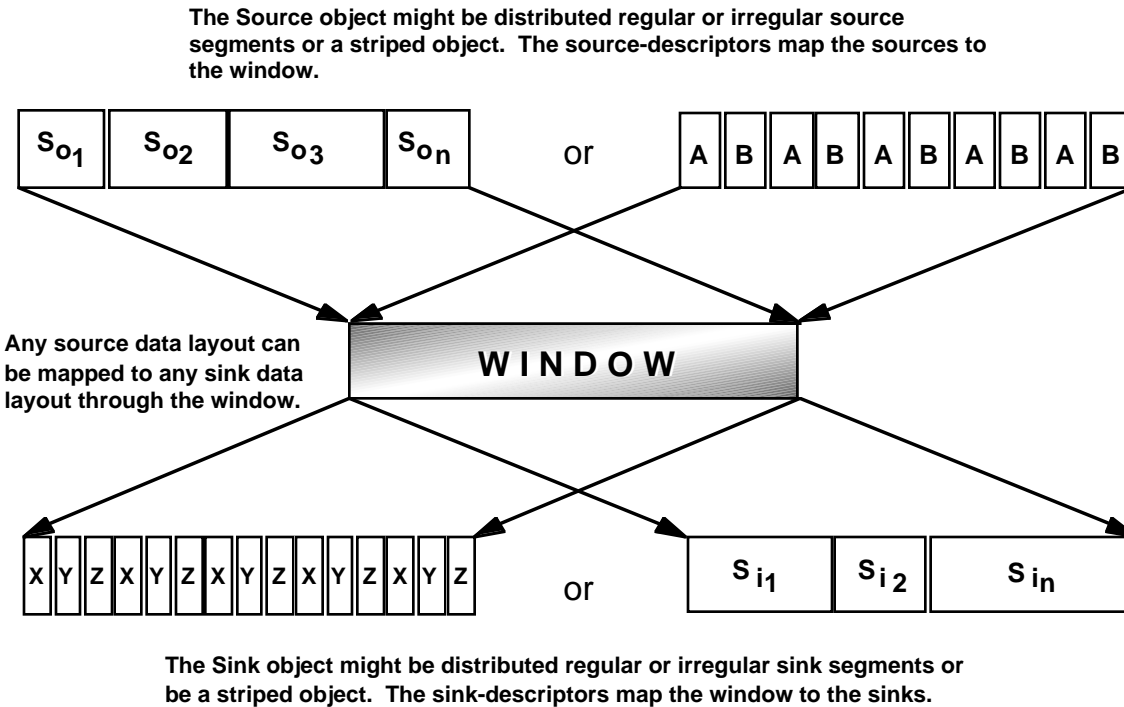 The Source object might be distributed regular or irregular source
segments or a striped object.  The source-descriptors map the sources to
the window.
So1 So2 So3 Son or A B A B A B A B A B
Any source data layout can
be mapped to any sink data
layout through the window.
WINDOW
X Y Z X Y Z X Y Z X Y Z X Y Z or Si1 Si2 Sin
The Sink object might be distributed regular or irregular sink segments or
be a striped object.  The sink-descriptors map the window to the sinks.